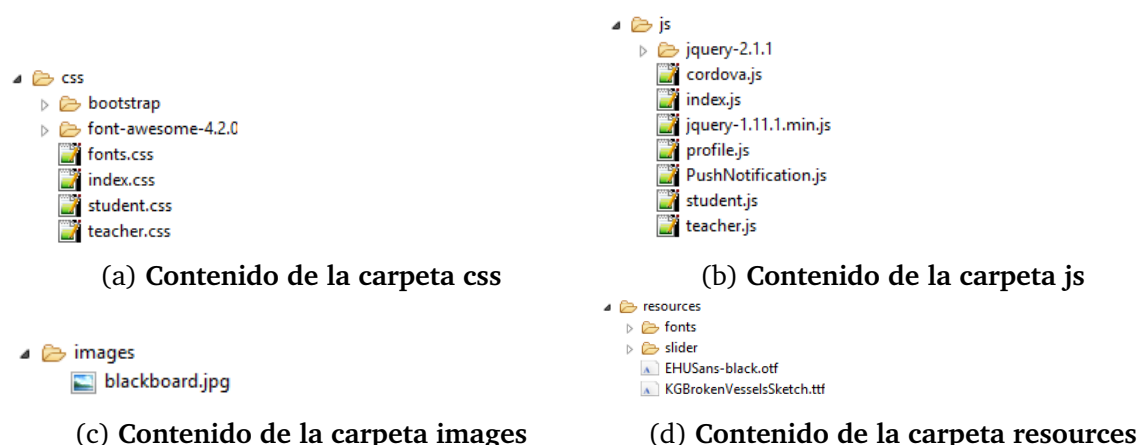 css
bootstrap
font-awesome-4.2.0
fonts.css
index.css
student.css
teacher.css
(a) Contenido de la carpeta css
js
jquery-2.1.1
cordova.js
index.js
jquery-1.11.1.min.js
profile.js
PushNotification.js
student.js
teacher.js
(b) Contenido de la carpeta js
images
blackboard.jpg
(c) Contenido de la carpeta images
resources
fonts
slider
EHUSans-black.otf
KGBrokenVesselsSketch.ttf
(d) Contenido de la carpeta resources